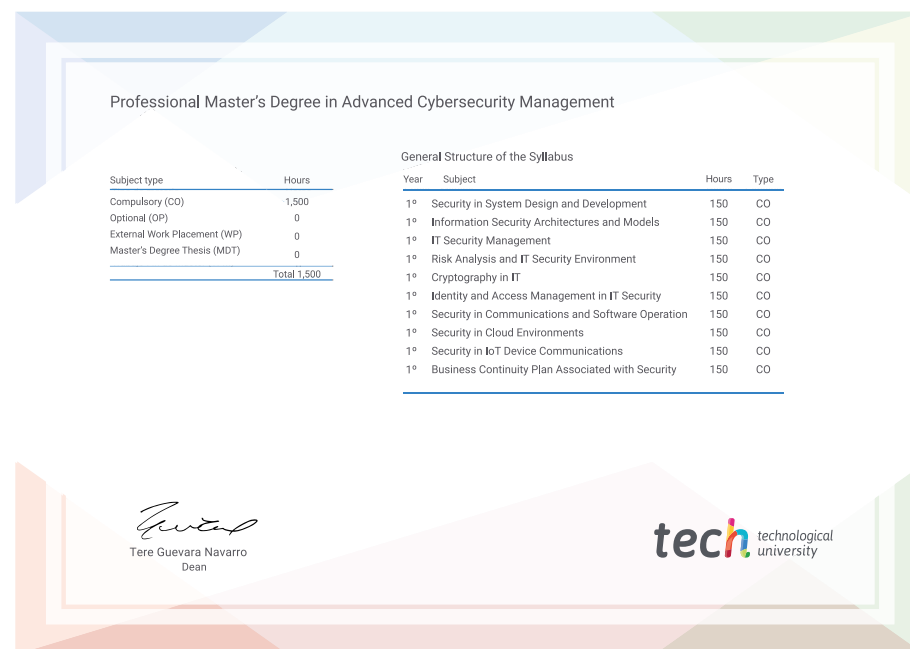 Professional Master's Degree in Advanced Cybersecurity Management
Subject type Hours
Compulsory (CO) 1,500
Optional (OP) 0
External Work Placement (WP) 0
Master's Degree Thesis (MDT) 0
Total 1,500
General Structure of the Syllabus
Year Subject Hours Type
1º Security in System Design and Development 150 CO
1º Information Security Architectures and Models 150 CO
1º IT Security Management 150 CO
1º Risk Analysis and IT Security Environment 150 CO
1º Cryptography in IT 150 CO
1º Identity and Access Management in IT Security 150 CO
1º Security in Communications and Software Operation 150 CO
1º Security in Cloud Environments 150 CO
1º Security in IoT Device Communications 150 CO
1º Business Continuity Plan Associated with Security 150 CO
Tere Guevara Navarro
Dean
tech technological
university